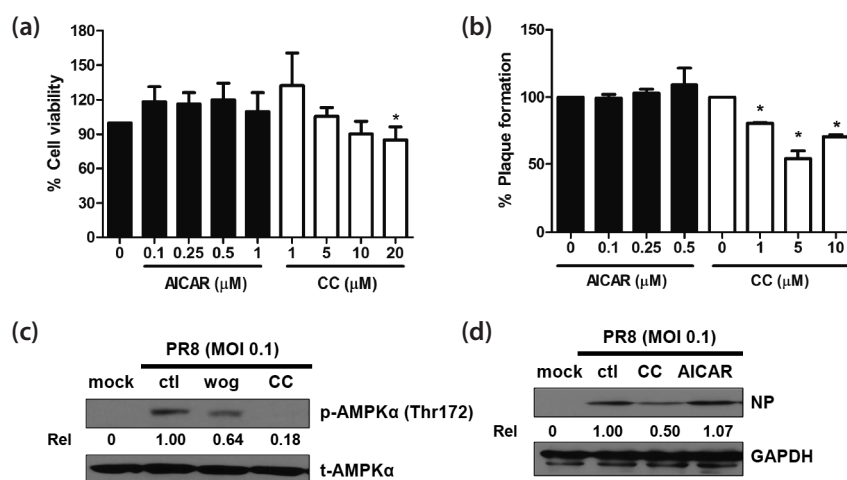 (a)
% Cell viability
180
150
120
90
60
30
0
*
0 0.1 0.25 0.5 1 1 5 10 20
AICAR (μM) CC (μM)
(b)
% Plaque formation
150
100
50
0
* * *
0 0.1 0.25 0.5 0 1 5 10
AICAR (μM) CC (μM)
(c)
PR8 (MOI 0.1)
mock ctl wog CC
p-AMPKα (Thr172)
Rel 0 1.00 0.64 0.18
t-AMPKα
(d)
PR8 (MOI 0.1)
mock ctl CC AICAR
NP
Rel 0 1.00 0.50 1.07
GAPDH